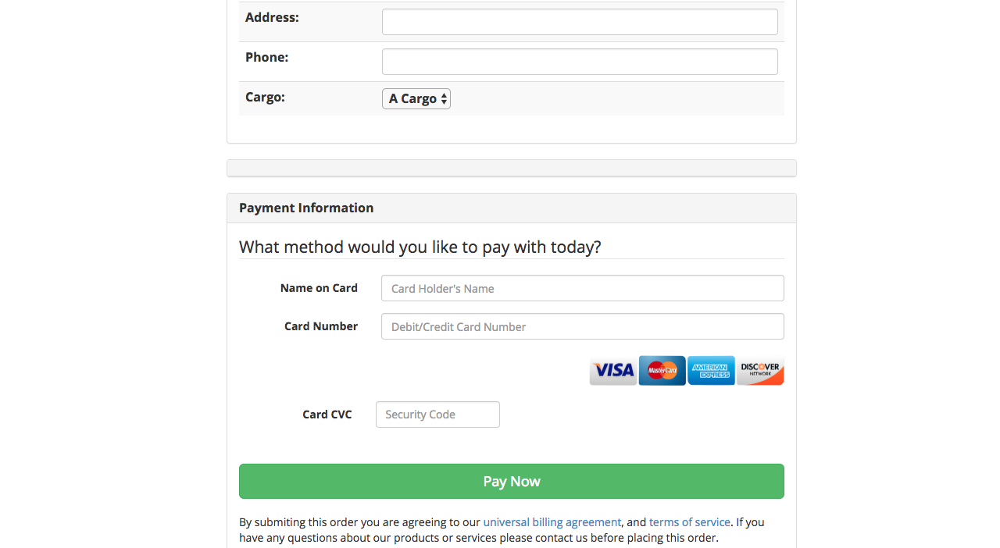 Address:
Phone:
Cargo: A Cargo
Payment Information
What method would you like to pay with today?
Name on Card Card Holder's Name
Card Number Debit/Credit Card Number
VISA MasterCard AMERICAN EXPRESS DISCOVER NETWORK
Card CVC Security Code
Pay Now
By submiting this order you are agreeing to our universal billing agreement, and terms of service. If you
have any questions about our products or services please contact us before placing this order.